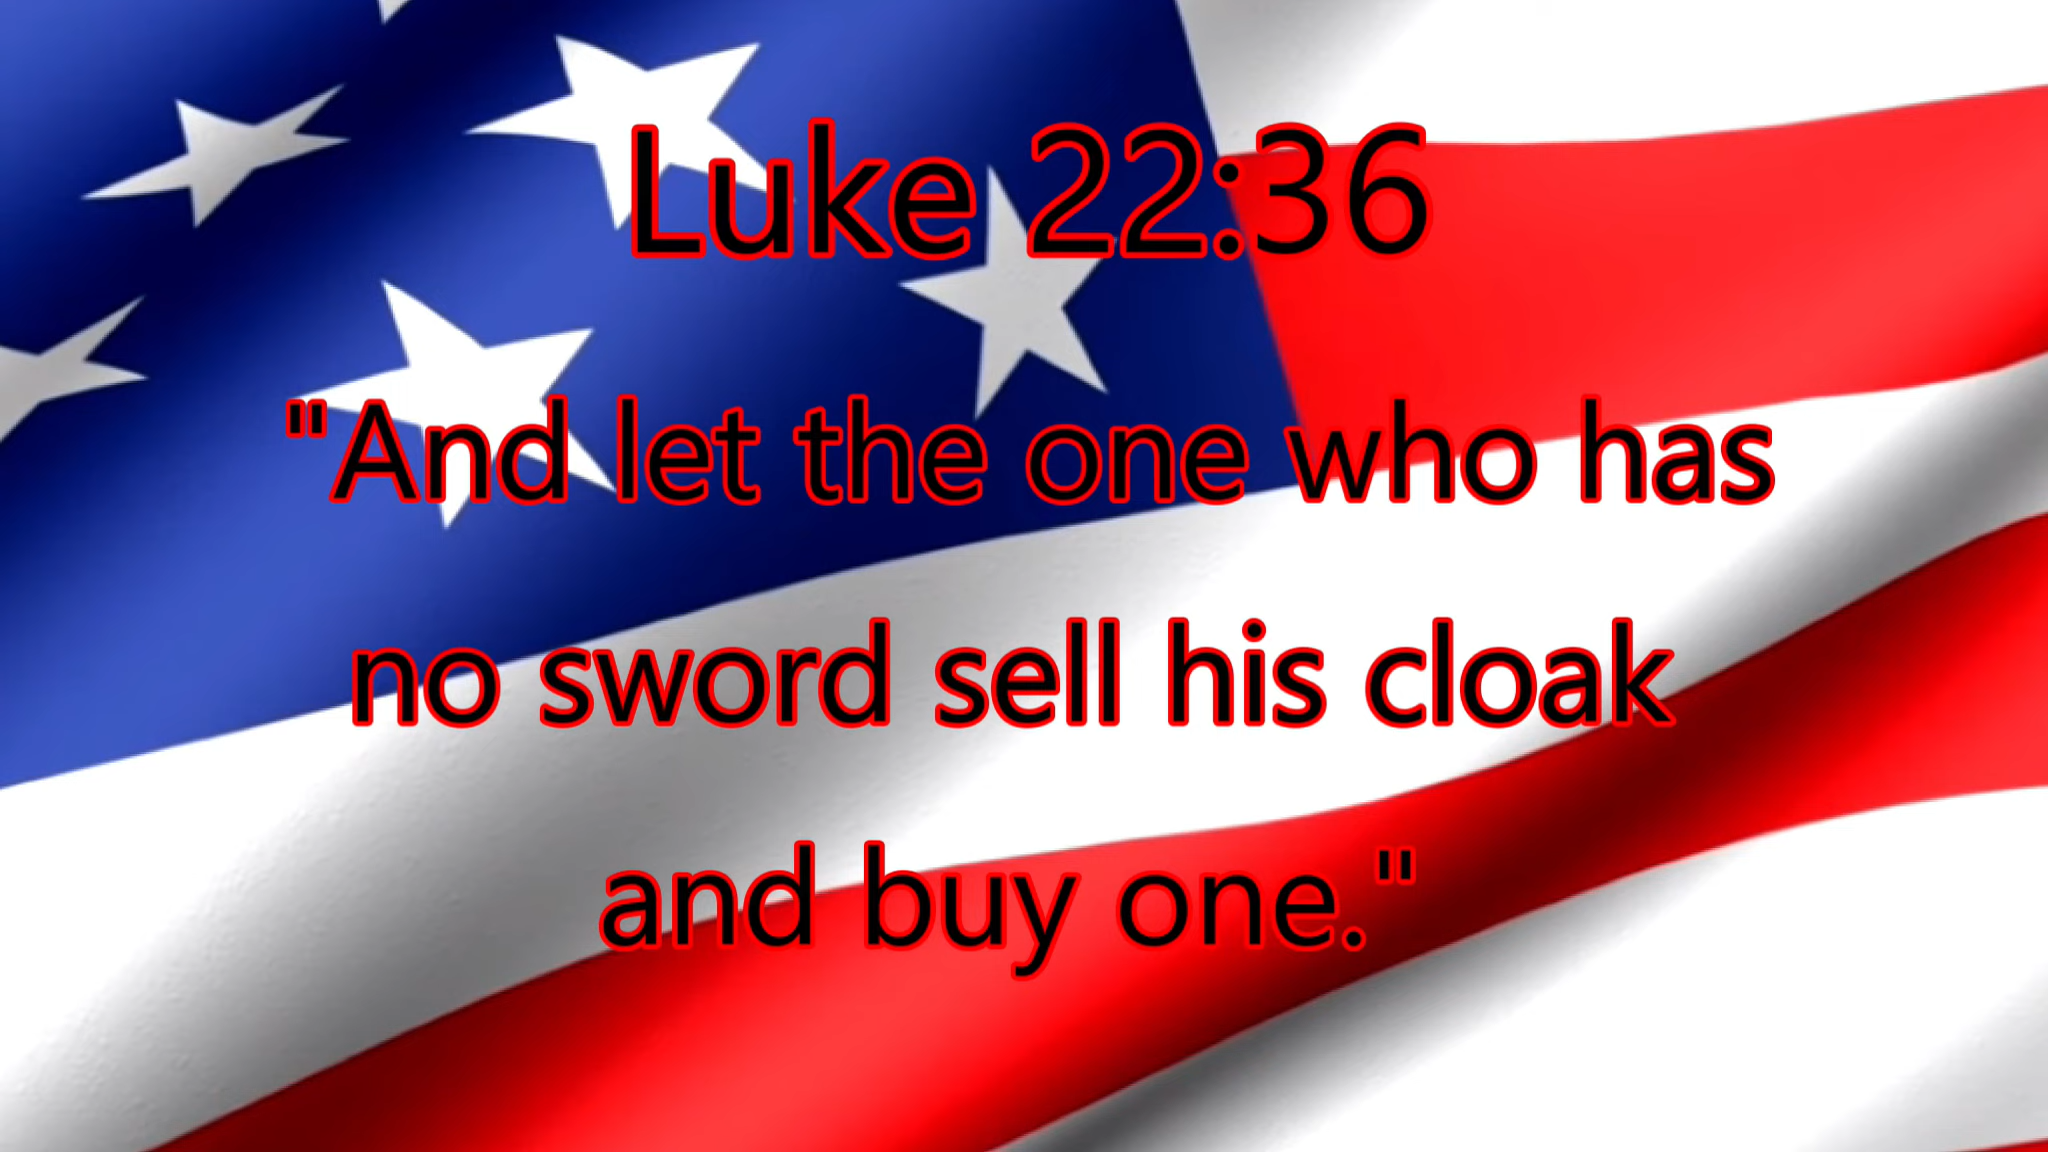 Luke 22:36
"And let the one who has
no sword sell his cloak
and buy one."